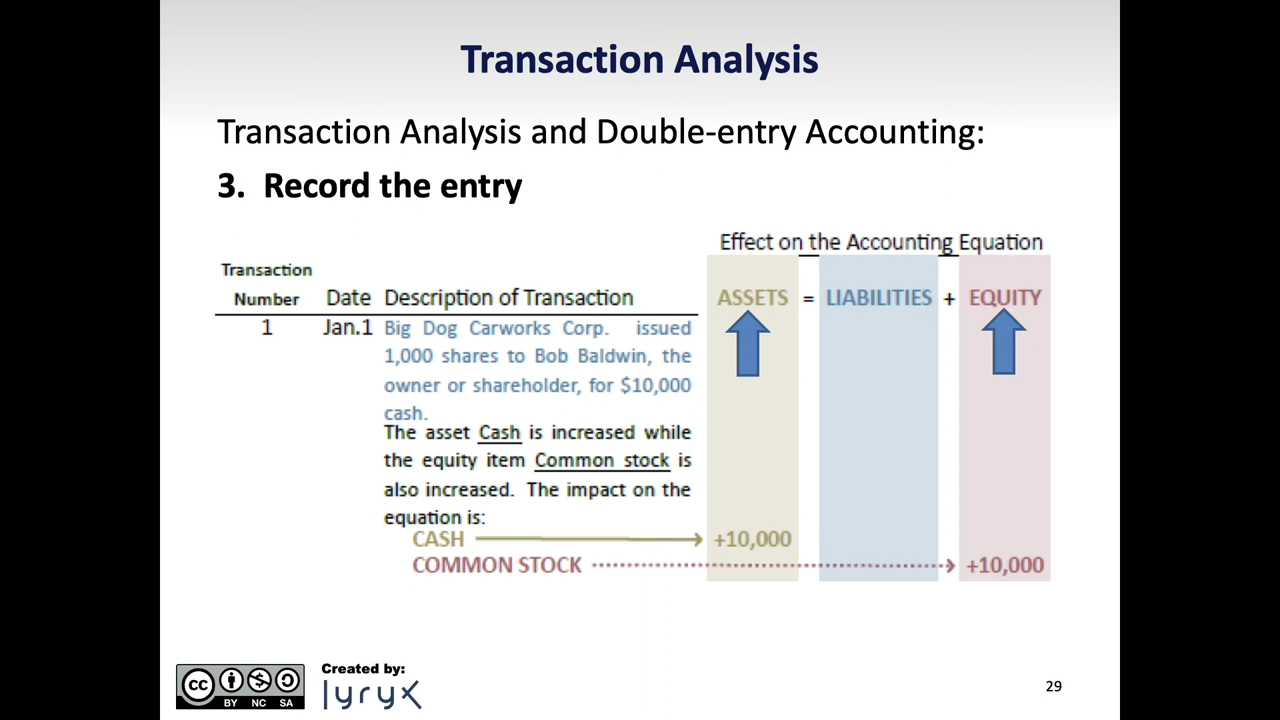 Transaction Analysis
Transaction Analysis and Double-entry Accounting:
3. Record the entry
Effect on the Accounting Equation
Transaction
Number Date Description of Transaction ASSETS = LIABILITIES + EQUITY
1 Jan.1 Big Dog Carworks Corp. issued
1,000 shares to Bob Baldwin, the
owner or shareholder, for $10,000
cash.
The asset Cash is increased while
the equity item Common stock is
also increased. The impact on the
equation is:
CASH +10,000
COMMON STOCK +10,000
cc BY NC SA
Created by:
lyryx
29